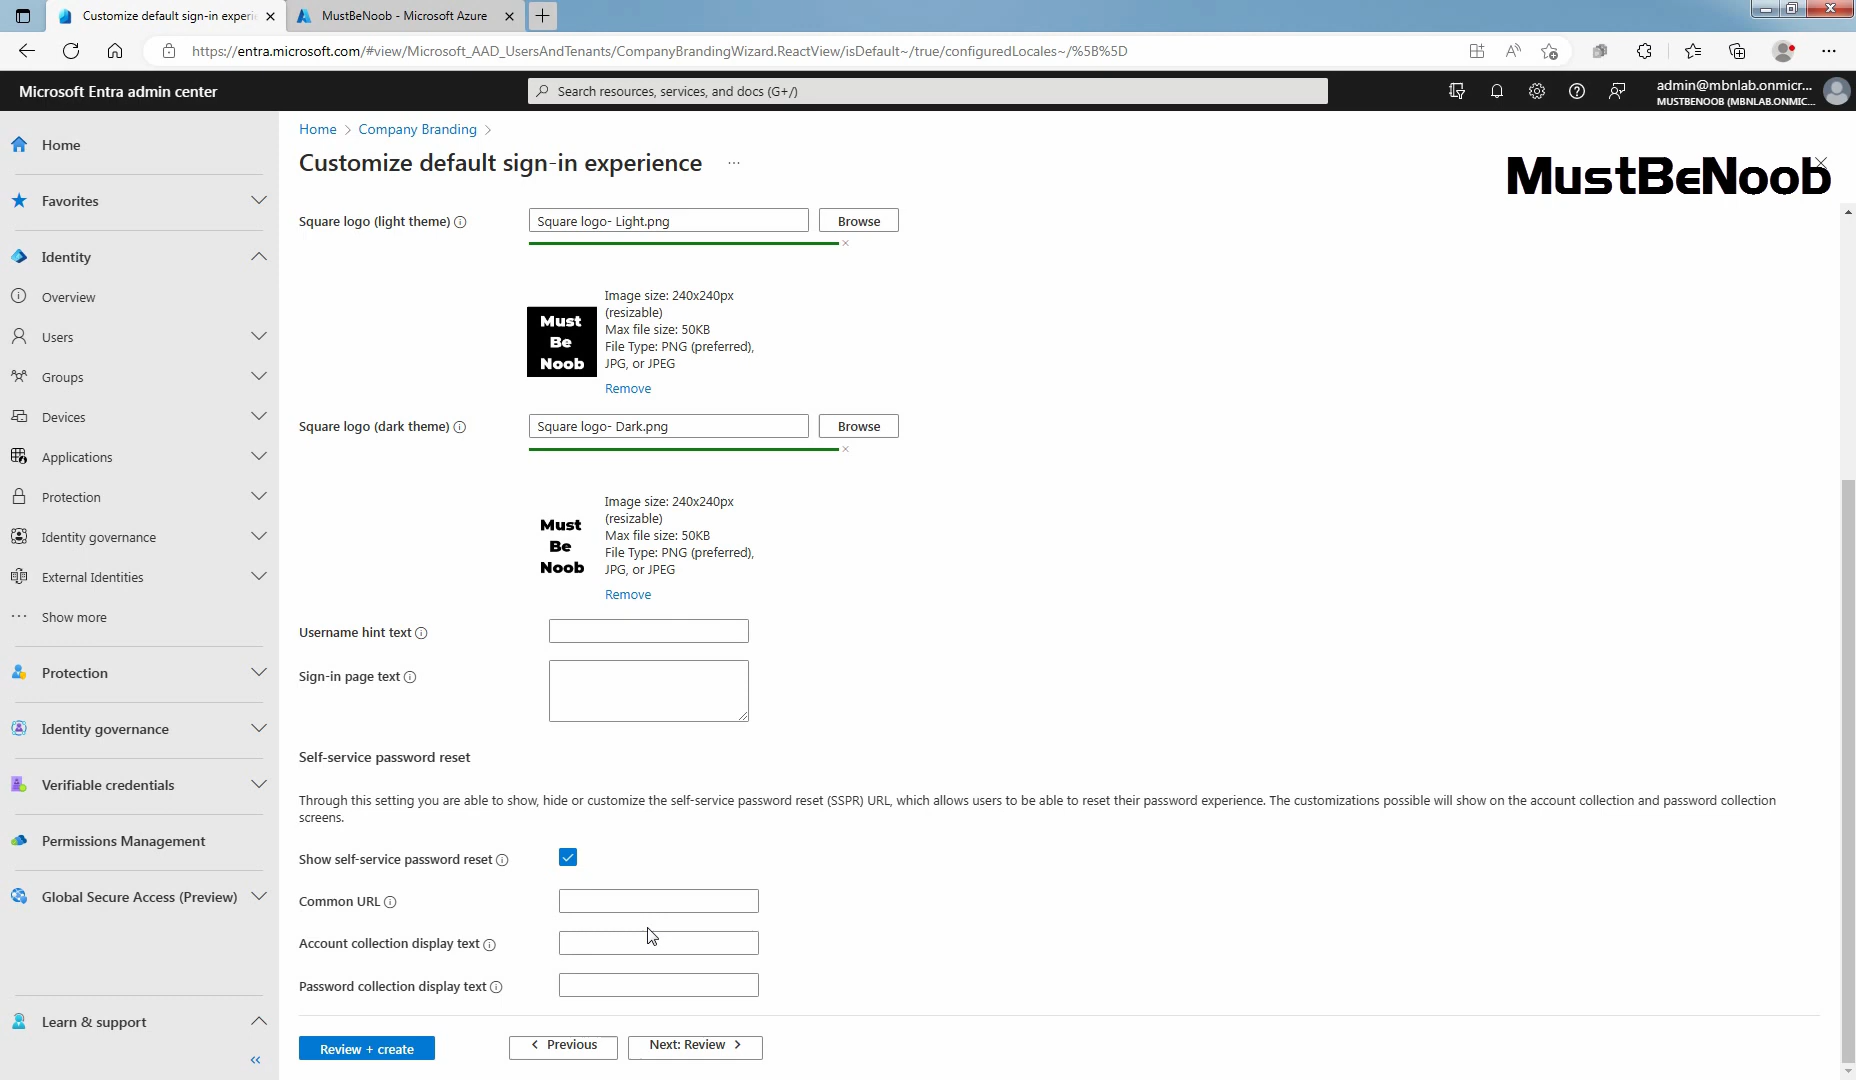 Customize default sign-in experie
MustBeNoob - Microsoft Azure
https://entra.microsoft.com/#view/Microsoft_AAD_UsersAndTenants/CompanyBrandingWizard.ReactView/isDefault~/true/configuredLocales~/%5B%5D
Microsoft Entra admin center
Search resources, services, and docs (G+/)
admin@mbnlab.onmicr...
MUSTBENOOB (MBNLAB.ONMIC...
Home
Favorites
Identity
Overview
Users
Groups
Devices
Applications
Protection
Identity governance
External Identities
Show more
Protection
Identity governance
Verifiable credentials
Permissions Management
Global Secure Access (Preview)
Learn & support
Home > Company Branding >
Customize default sign-in experience ...
MustBeNoob
Square logo (light theme)
Square logo- Light.png
Browse
Must
Be
Noob
Image size: 240x240px
(resizable)
Max file size: 50KB
File Type: PNG (preferred),
JPG, or JPEG
Remove
Square logo (dark theme)
Square logo- Dark.png
Browse
Must
Be
Noob
Image size: 240x240px
(resizable)
Max file size: 50KB
File Type: PNG (preferred),
JPG, or JPEG
Remove
Username hint text
Sign-in page text
Self-service password reset
Through this setting you are able to show, hide or customize the self-service password reset (SSPR) URL, which allows users to be able to reset their password experience. The customizations possible will show on the account collection and password collection
screens.
Show self-service password reset
Common URL
Account collection display text
Password collection display text
Review + create
< Previous
Next: Review >